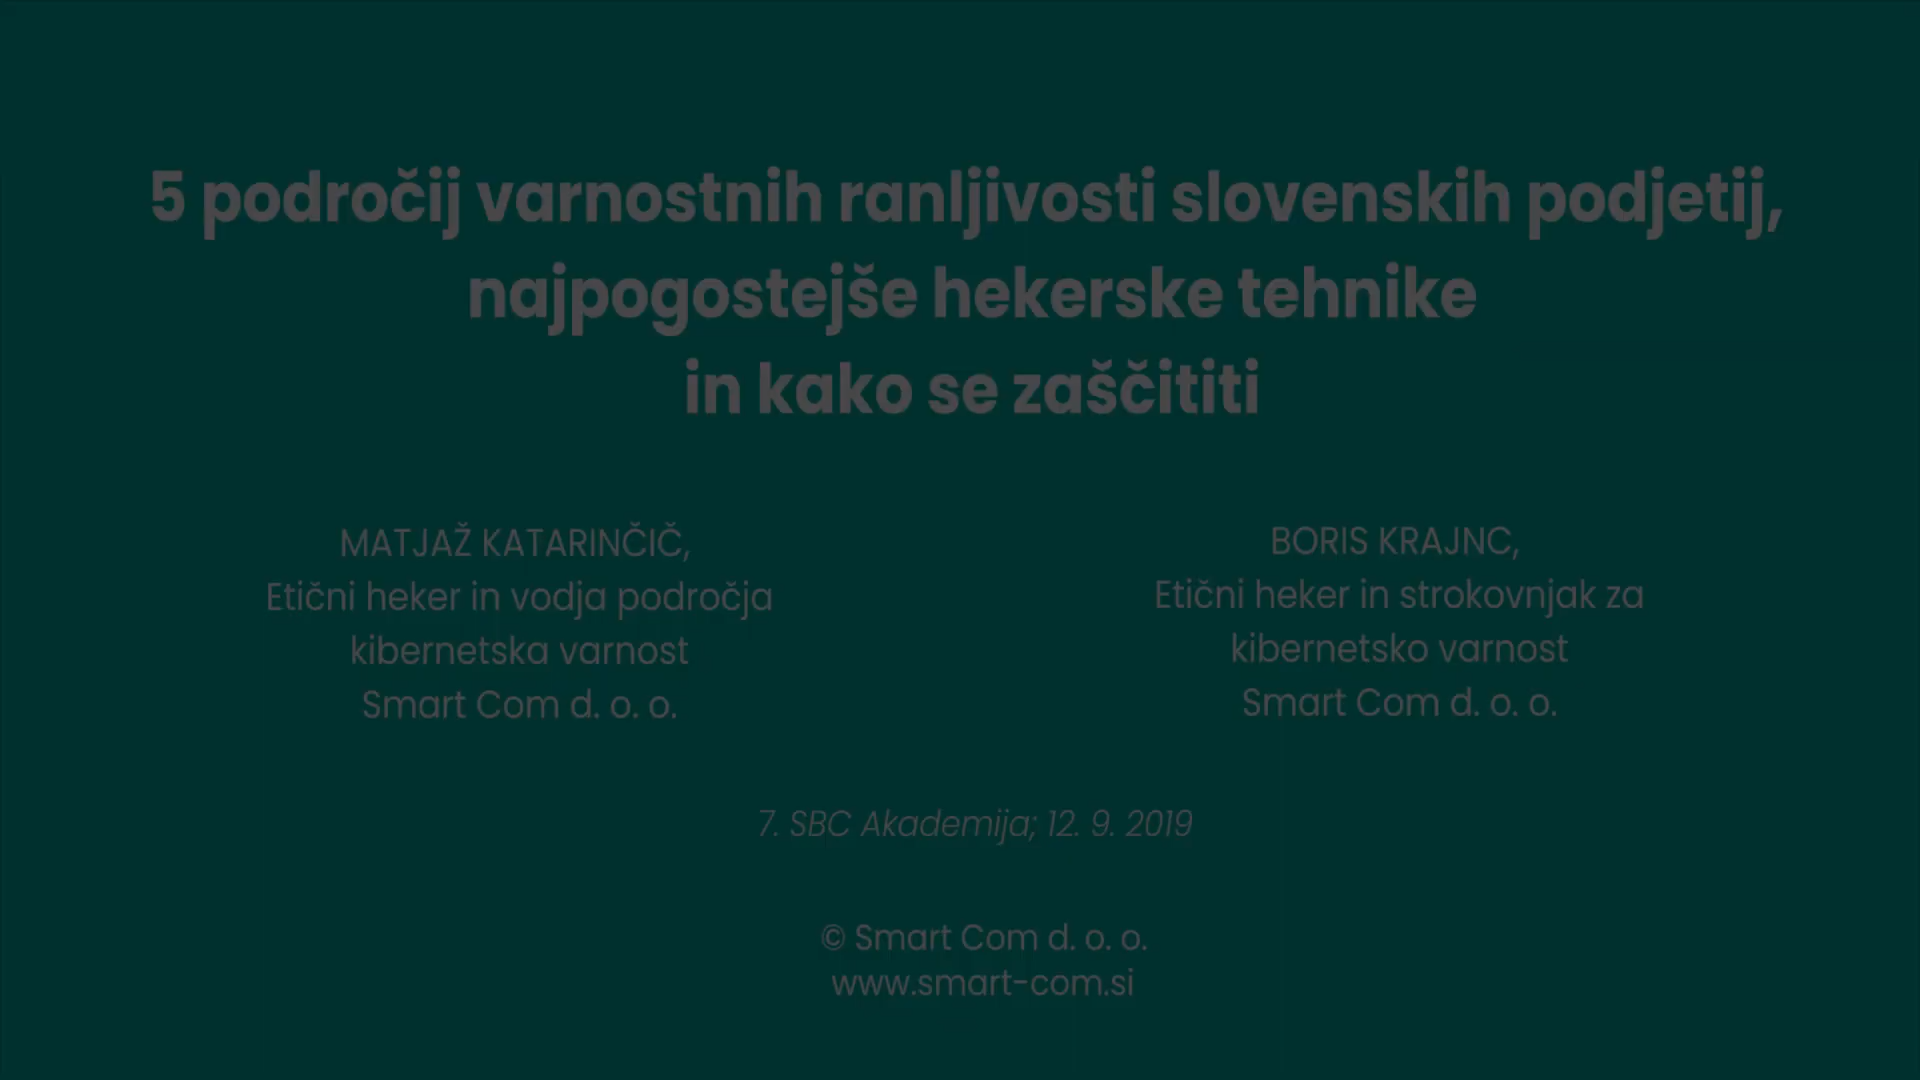 5 področij varnostnih ranljivosti slovenskih podjetij,
najpogostejše hekerske tehnike
in kako se zaščititi
MATJAŽ KATARINČIČ,
Etični heker in vodja področja
kibernetska varnost
Smart Com d. o. o.
BORIS KRAJNC,
Etični heker in strokovnjak za
kibernetsko varnost
Smart Com d. o. o.
7. SBC Akademija; 12. 9. 2019
© Smart Com d. o. o.
www.smart-com.si